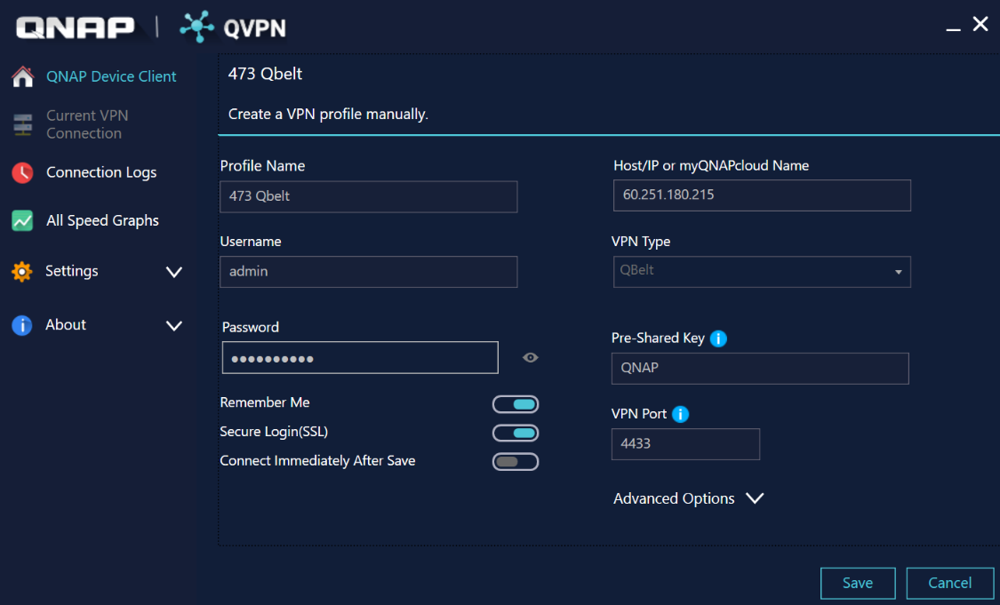 QNAP | QVPN
QNAP Device Client
Current VPN
Connection
Connection Logs
All Speed Graphs
Settings
About
473 Qbelt
Create a VPN profile manually.
Profile Name
473 Qbelt
Username
admin
Password
●●●●●●●●●●
Remember Me
Secure Login(SSL)
Connect Immediately After Save
Host/IP or myQNAPcloud Name
60.251.180.215
VPN Type
QBelt
Pre-Shared Key
QNAP
VPN Port
4433
Advanced Options
Save
Cancel